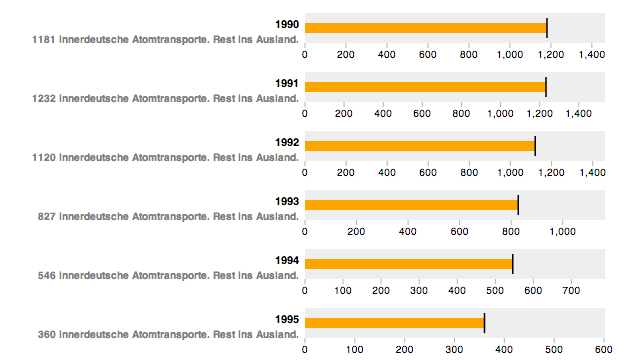 1990
1181 innerdeutsche Atomtransporte. Rest ins Ausland.
0 200 400 600 800 1,000 1,200 1,400
1991
1232 innerdeutsche Atomtransporte. Rest ins Ausland.
0 200 400 600 800 1,000 1,200 1,400
1992
1120 innerdeutsche Atomtransporte. Rest ins Ausland.
0 200 400 600 800 1,000 1,200 1,400
1993
827 innerdeutsche Atomtransporte. Rest ins Ausland.
0 200 400 600 800 1,000
1994
546 innerdeutsche Atomtransporte. Rest ins Ausland.
0 100 200 300 400 500 600 700
1995
360 innerdeutsche Atomtransporte. Rest ins Ausland.
0 100 200 300 400 500 600